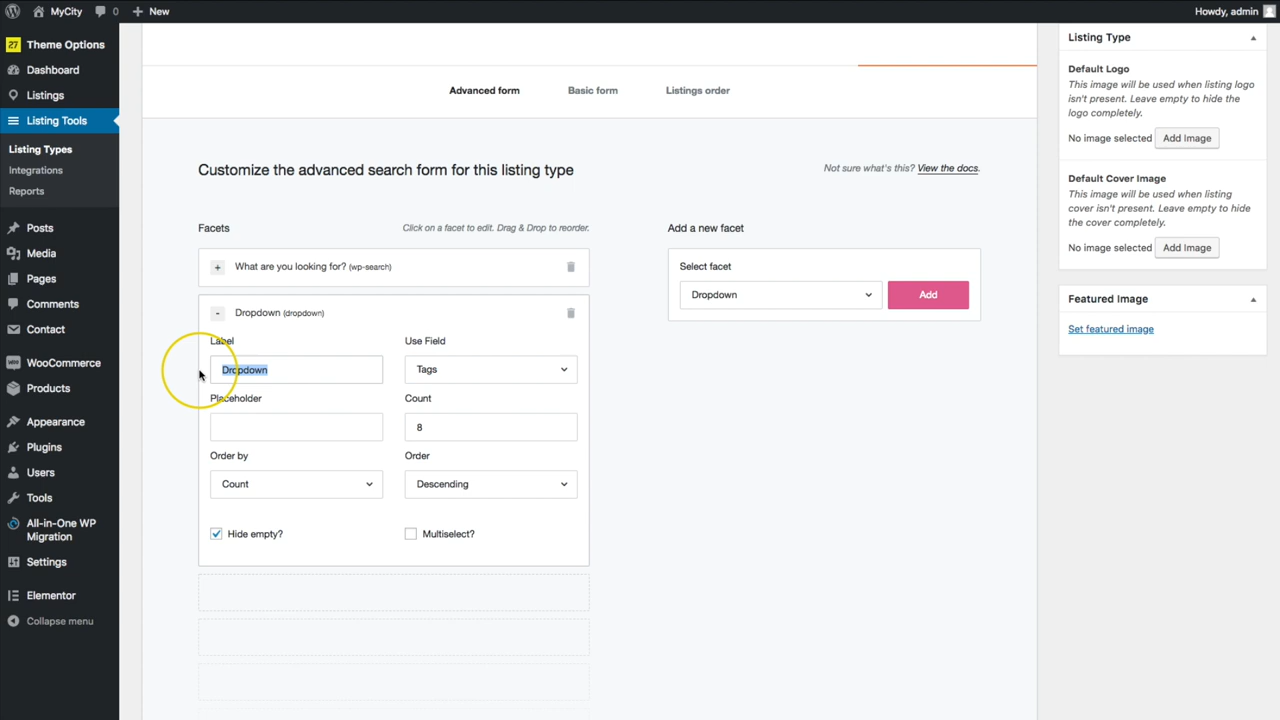 MyCity
0
New
Howdy, admin
27
Theme Options
Dashboard
Listings
Listing Tools
Listing Types
Integrations
Reports
Posts
Media
Pages
Comments
Contact
WooCommerce
Products
Appearance
Plugins
Users
Tools
All-in-One WP
Migration
Settings
Elementor
Collapse menu
Advanced form
Basic form
Listings order
Customize the advanced search form for this listing type
Not sure what's this? View the docs.
Facets
Click on a facet to edit. Drag & Drop to reorder.
+ What are you looking for? (wp-search)
- Dropdown (dropdown)
Label
Use Field
Dropdown
Tags
Placeholder
Count
8
Order by
Order
Count
Descending
Hide empty?
Multiselect?
Add a new facet
Select facet
Dropdown
Add
Listing Type
Default Logo
This image will be used when listing logo
isn't present. Leave empty to hide the
logo completely.
No image selected
Add Image
Default Cover Image
This image will be used when listing
cover isn't present. Leave empty to hide
the cover completely.
No image selected
Add Image
Featured Image
Set featured image